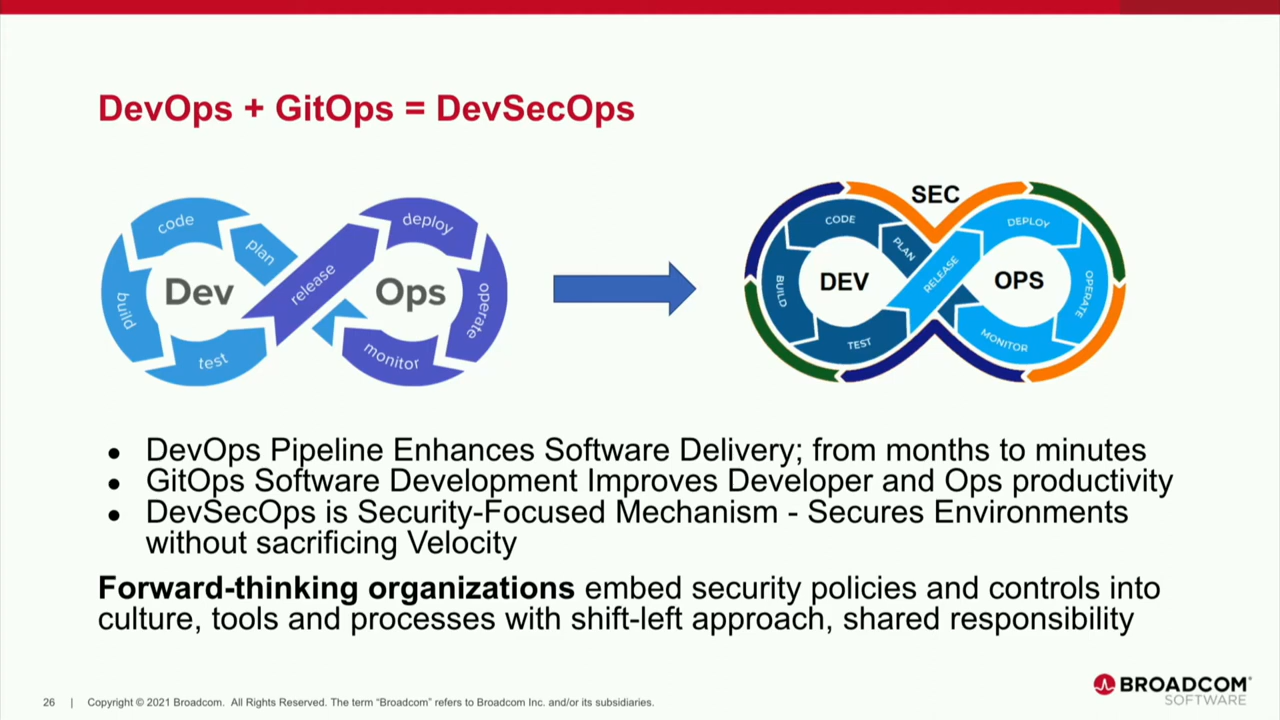 DevOps + GitOps = DevSecOps
code
plan
build
Dev
test
release
deploy
Ops
operate
monitor
SEC
CODE
PLAN
BUILD
DEV
TEST
RELEASE
DEPLOY
OPS
OPERATE
MONITOR
● DevOps Pipeline Enhances Software Delivery; from months to minutes
● GitOps Software Development Improves Developer and Ops productivity
● DevSecOps is Security-Focused Mechanism - Secures Environments
without sacrificing Velocity
Forward-thinking organizations embed security policies and controls into
culture, tools and processes with shift-left approach, shared responsibility
26 | Copyright © 2021 Broadcom. All Rights Reserved. The term “Broadcom” refers to Broadcom Inc. and/or its subsidiaries.
BROADCOM®
SOFTWARE